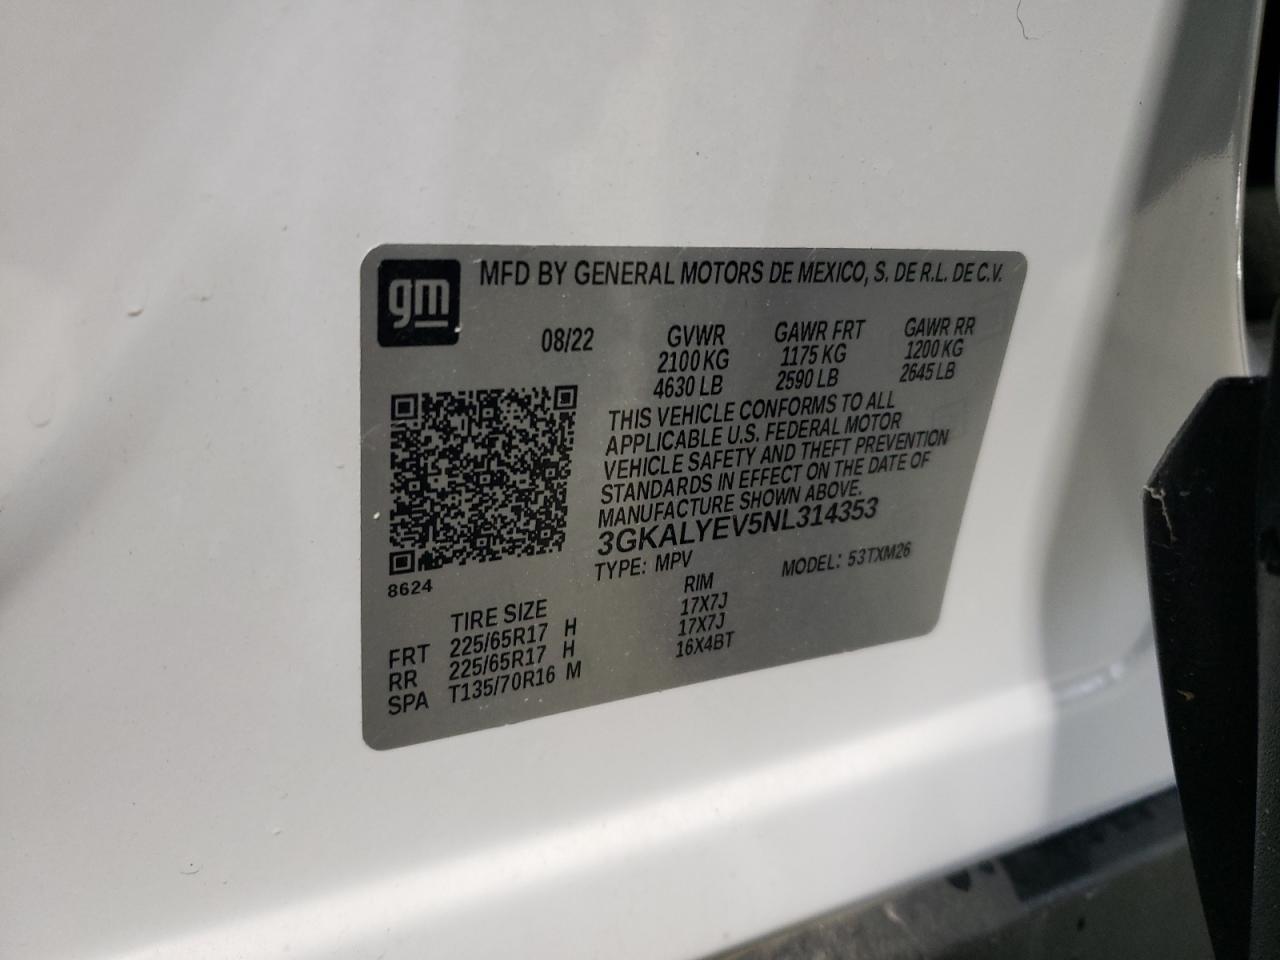 gm MFD BY GENERAL MOTORS DE MEXICO, S. DE R.L. DE C.V.
08/22 GVWR GAWR FRT GAWR RR
2100 KG 1175 KG 1200 KG
4630 LB 2590 LB 2645 LB
THIS VEHICLE CONFORMS TO ALL
APPLICABLE U.S. FEDERAL MOTOR
VEHICLE SAFETY AND THEFT PREVENTION
STANDARDS IN EFFECT ON THE DATE OF
MANUFACTURE SHOWN ABOVE.
3GKALYEV5NL314353
TYPE: MPV MODEL: 53TXM26
8624
TIRE SIZE RIM
FRT 225/65R17 H 17X7J
RR 225/65R17 H 17X7J
SPA T135/70R16 M 16X4BT